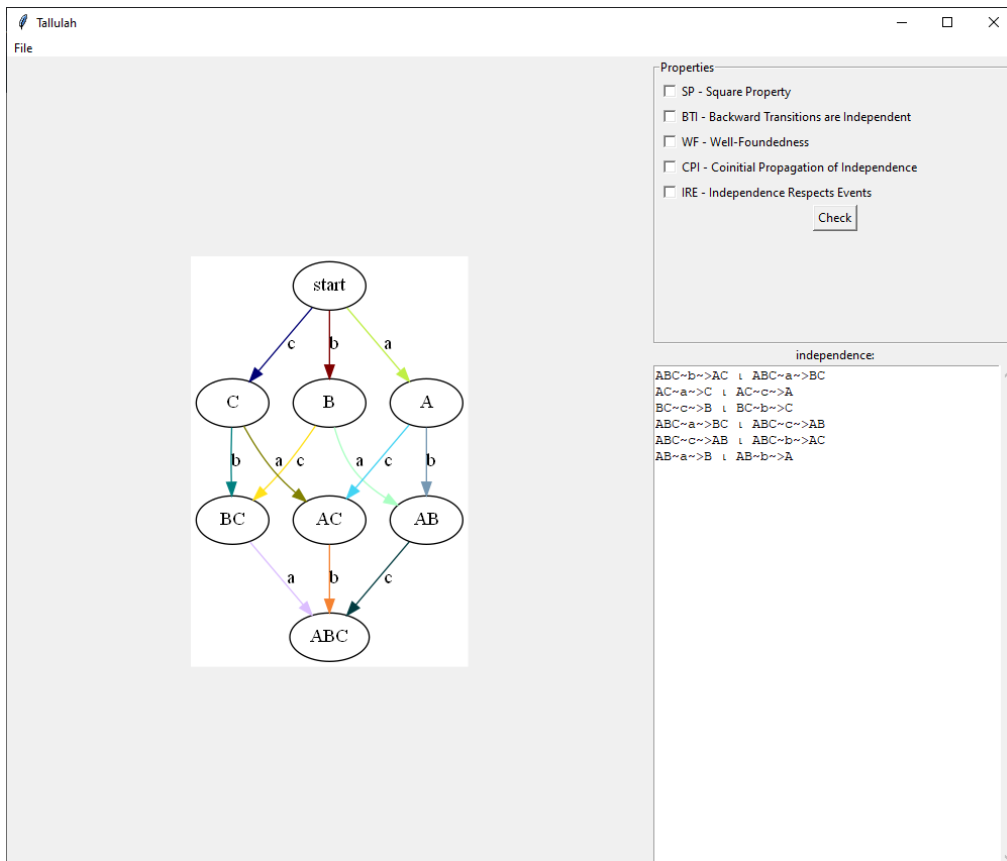 Tallulah
File
Properties
SP - Square Property
BTI - Backward Transitions are Independent
WF - Well-Foundedness
CPI - Coinitial Propagation of Independence
IRE - Independence Respects Events
Check
independence:
ABC~b~>AC ι ABC~a~>BC
AC~a~>C ι AC~c~>A
BC~c~>B ι BC~b~>C
ABC~a~>BC ι ABC~c~>AB
ABC~c~>AB ι ABC~b~>AC
AB~a~>B ι AB~b~>A
start
c b a
C B A
b a c a c b
BC AC AB
a b c
ABC